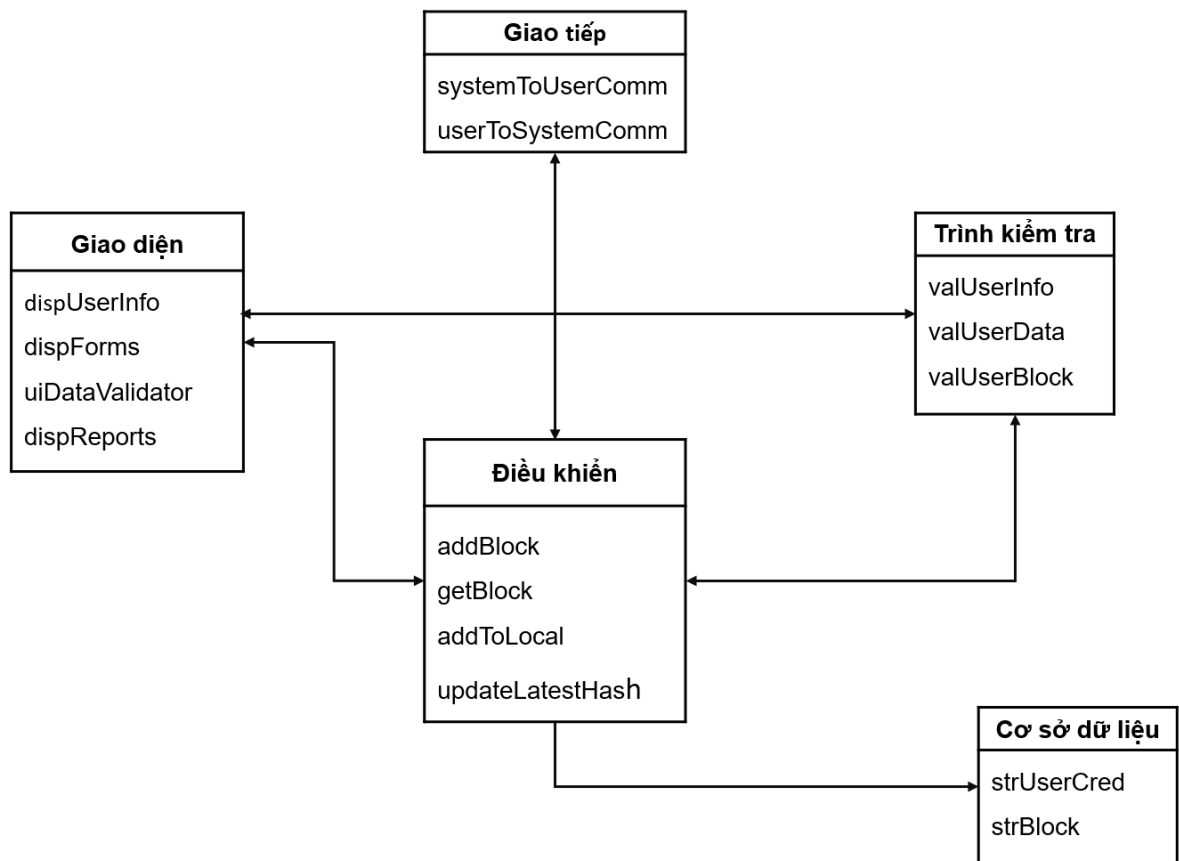 Giao tiếp
systemToUserComm
userToSystemComm
Giao diện
dispUserInfo
dispForms
uiDataValidator
dispReports
Trình kiểm tra
valUserInfo
valUserData
valUserBlock
Điều khiển
addBlock
getBlock
addToLocal
updateLatestHash
Cơ sở dữ liệu
strUserCred
strBlock